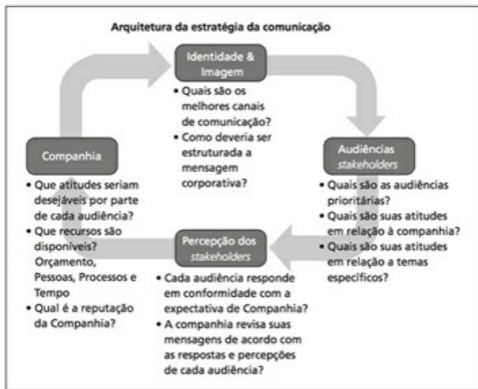 Arquitetura da estratégia da comunicação
Identidade &
Imagem
• Quais são os
melhores canais
de comunicação?
• Como deveria ser
estruturada a
mensagem
corporativa?
Audiências
stakeholders
• Quais são as audiências
prioritárias?
• Quais são suas atitudes
em relação à companhia?
• Quais são suas atitudes
em relação a temas
específicos?
Percepção dos
stakeholders
• Cada audiência responde
em conformidade com a
expectativa de Companhia?
• A companhia revisa suas
mensagens de acordo com
as respostas e percepções
de cada audiência?
Companhia
• Que atitudes seriam
desejáveis por parte
de cada audiência?
• Que recursos são
disponíveis?
Orçamento,
Pessoas, Processos e
Tempo
• Qual é a reputação
da Companhia?